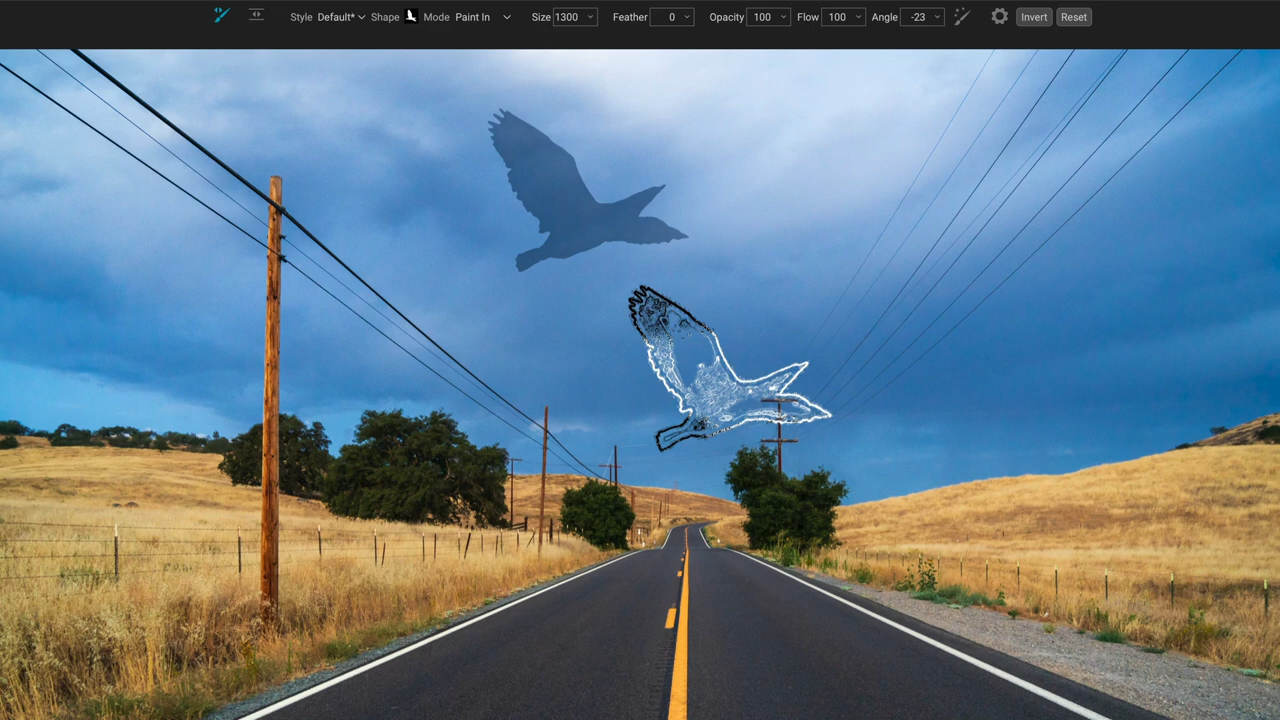 Style Default* Shape Mode Paint In Size 1300 Feather 0 Opacity 100 Flow 100 Angle -23 Invert Reset